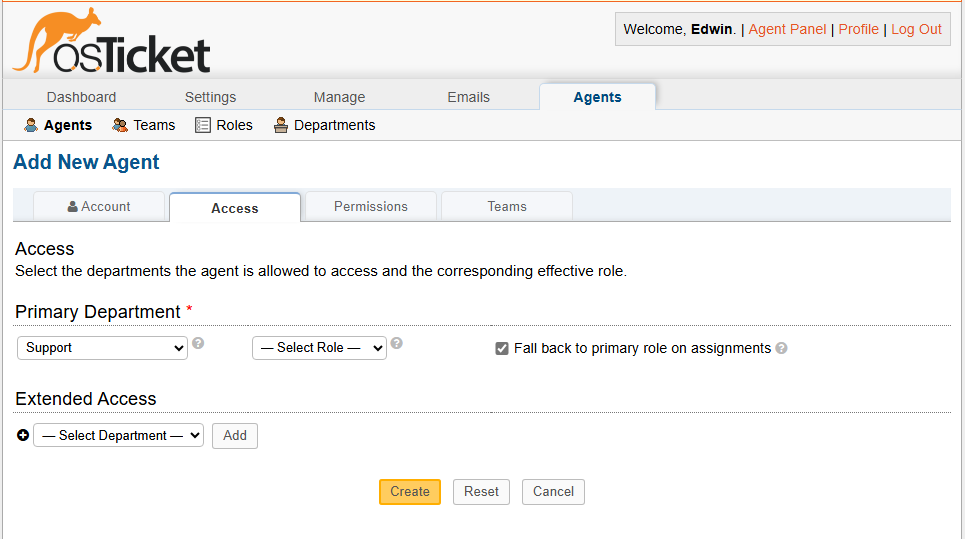 osTicket
Welcome, Edwin. | Agent Panel | Profile | Log Out
Dashboard Settings Manage Emails Agents
Agents Teams Roles Departments
Add New Agent
Account Access Permissions Teams
Access
Select the departments the agent is allowed to access and the corresponding effective role.
Primary Department *
Support ? — Select Role — ? Fall back to primary role on assignments ?
Extended Access
— Select Department — Add
Create Reset Cancel